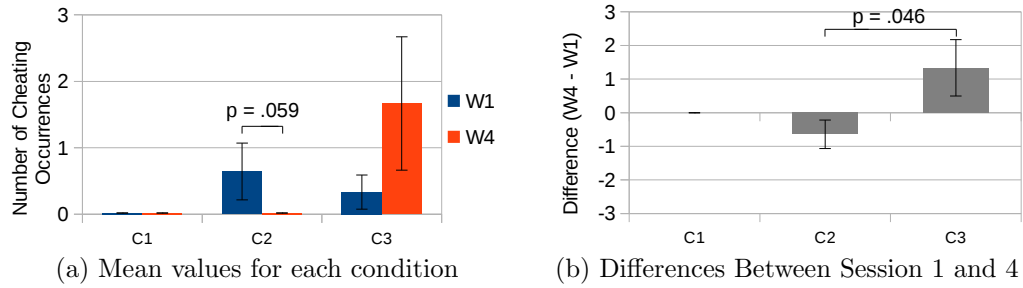 Number of Cheating
Occurrences
3
2
1
0
p = .059
W1
W4
C1
C2
C3
(a) Mean values for each condition
Difference (W4 - W1)
3
2
1
0
-1
-2
-3
p = .046
C1
C2
C3
(b) Differences Between Session 1 and 4